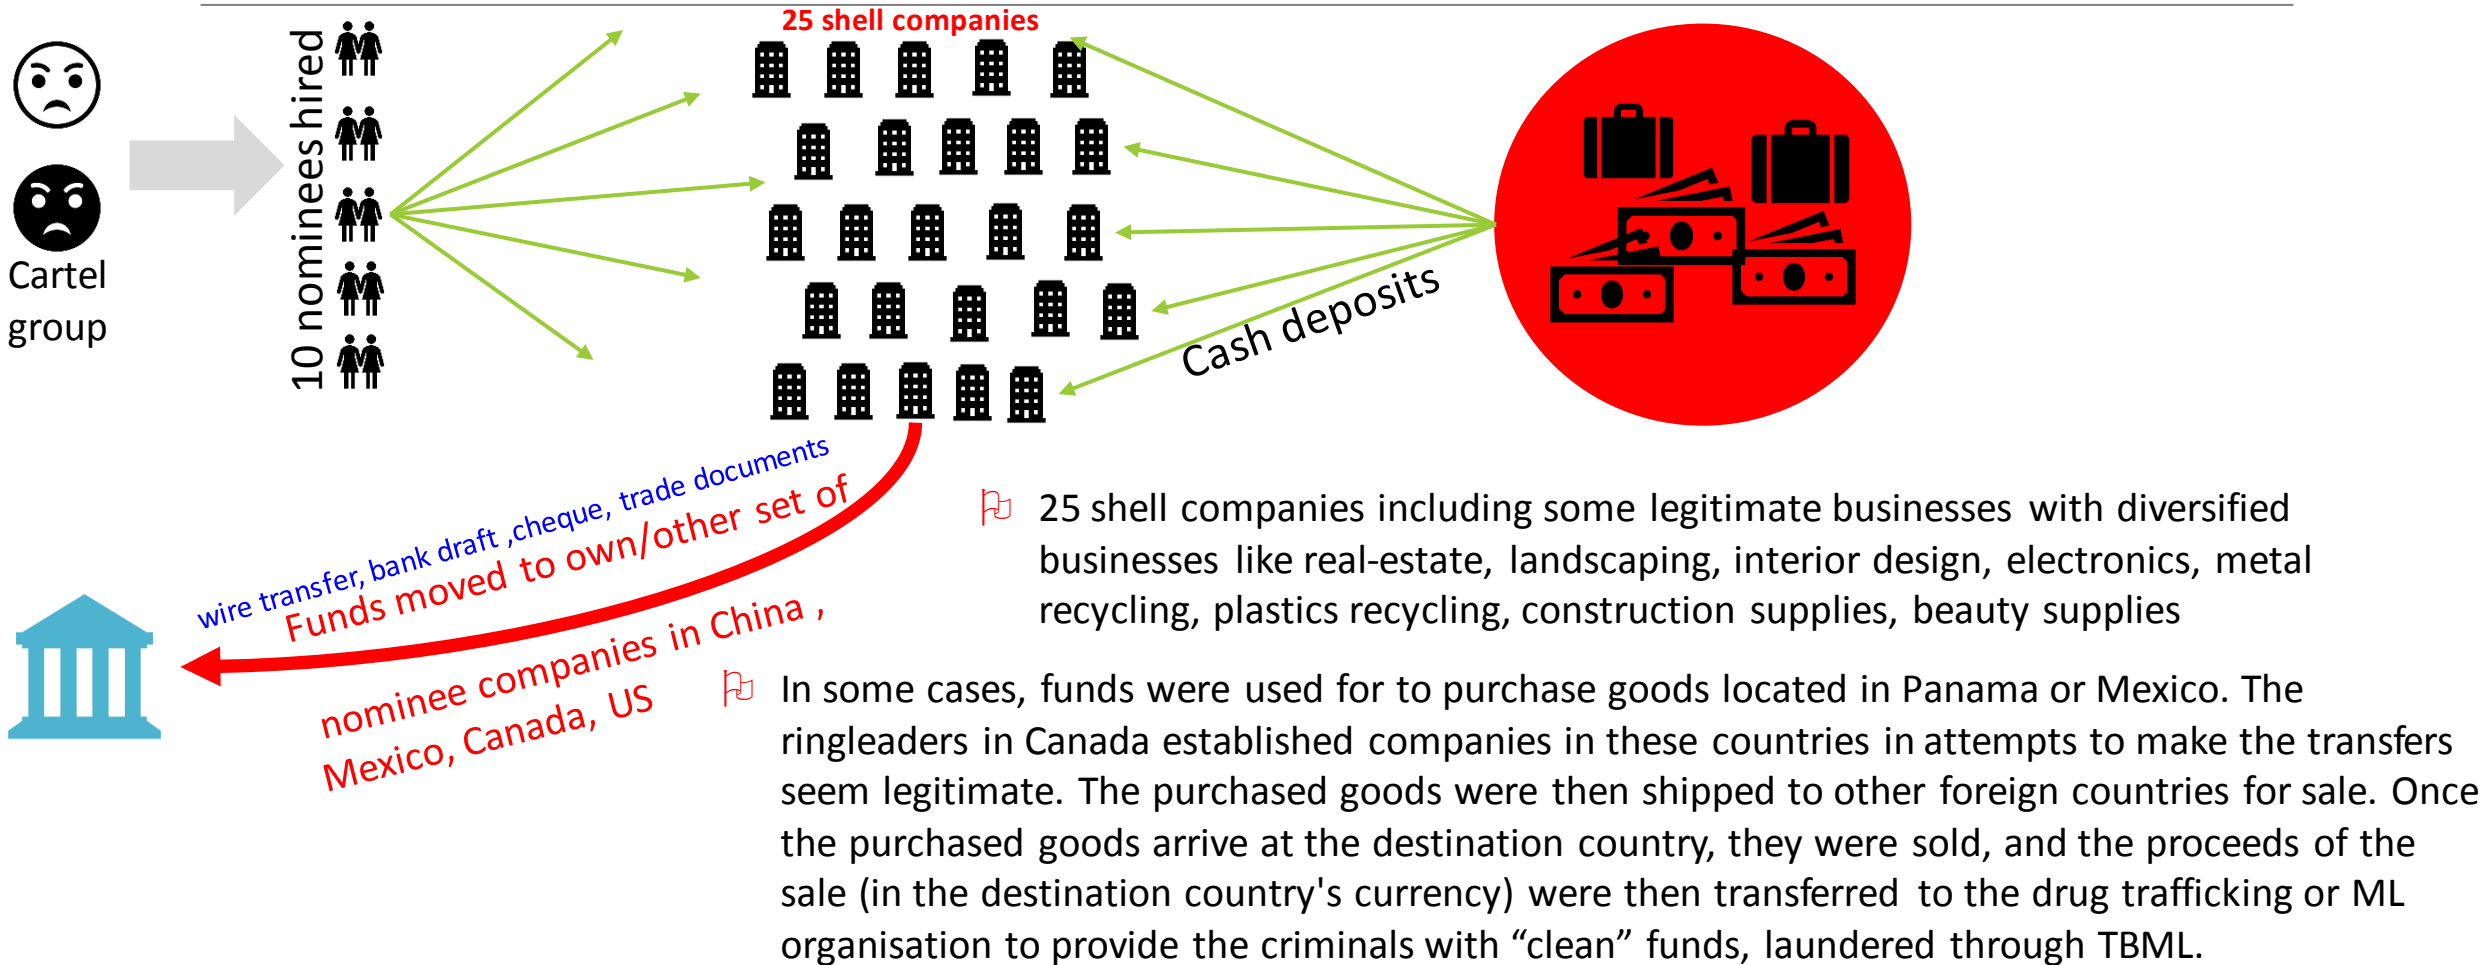 25 shell companies
10 nominees hired
Cartel
group
Cash deposits
wire transfer, bank draft ,cheque, trade documents
Funds moved to own/other set of
nominee companies in China ,
Mexico, Canada, US
25 shell companies including some legitimate businesses with diversified
businesses like real-estate, landscaping, interior design, electronics, metal
recycling, plastics recycling, construction supplies, beauty supplies
In some cases, funds were used for to purchase goods located in Panama or Mexico. The
ringleaders in Canada established companies in these countries in attempts to make the transfers
seem legitimate. The purchased goods were then shipped to other foreign countries for sale. Once
the purchased goods arrive at the destination country, they were sold, and the proceeds of the
sale (in the destination country's currency) were then transferred to the drug trafficking or ML
organisation to provide the criminals with “clean” funds, laundered through TBML.